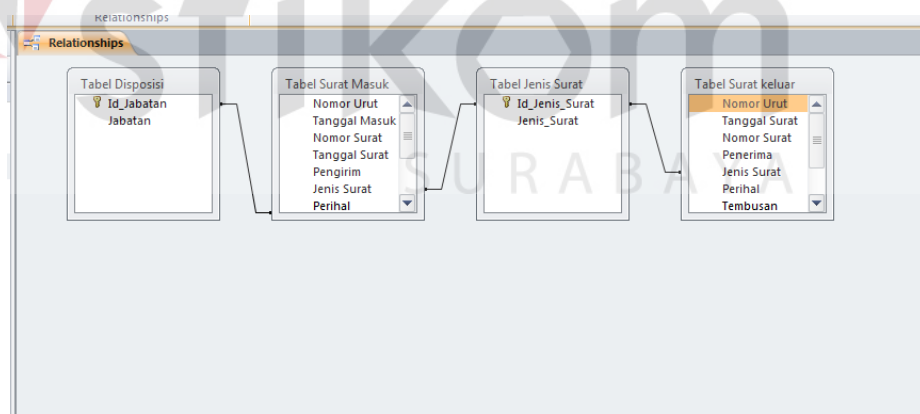 Relationships
Relationships
Tabel Disposisi
Id_Jabatan
Jabatan
Tabel Surat Masuk
Nomor Urut
Tanggal Masuk
Nomor Surat
Tanggal Surat
Pengirim
Jenis Surat
Perihal
Tabel Jenis Surat
Id_Jenis_Surat
Jenis_Surat
Tabel Surat keluar
Nomor Urut
Tanggal Surat
Nomor Surat
Penerima
Jenis Surat
Perihal
Tembusan
stikom
SURABAYA